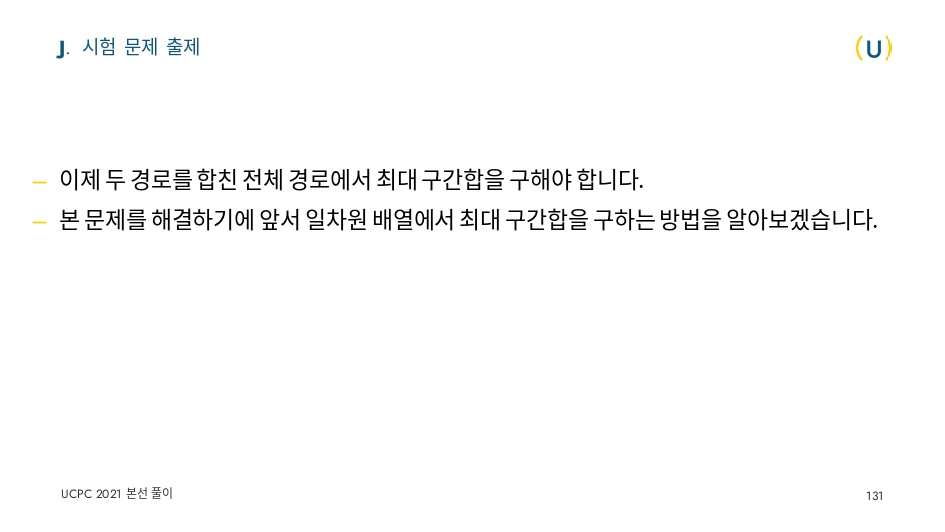 J. 시험 문제 출제
(U)
– 이제 두 경로를 합친 전체 경로에서 최대 구간합을 구해야 합니다.
– 본 문제를 해결하기에 앞서 일차원 배열에서 최대 구간합을 구하는 방법을 알아보겠습니다.
UCPC 2021 본선 풀이
131